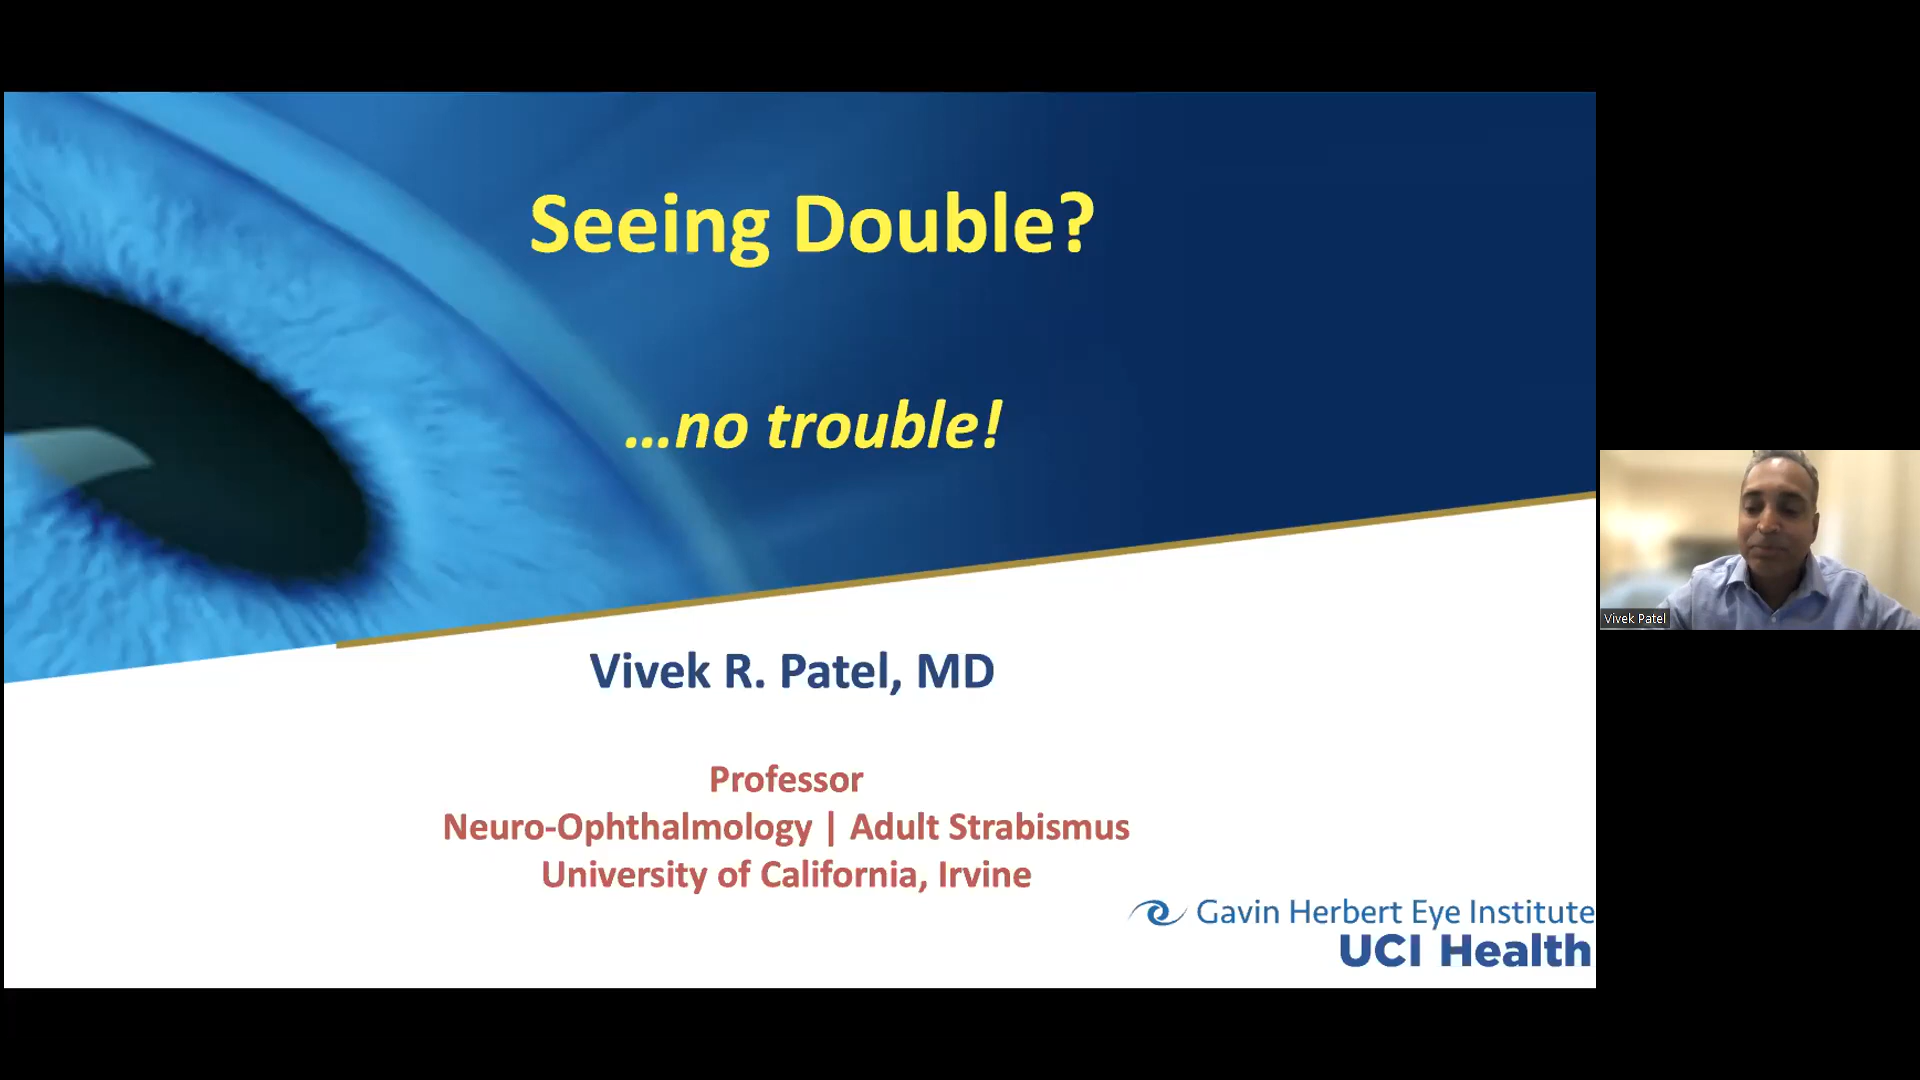 Seeing Double?
...no trouble!
Vivek R. Patel, MD
Professor
Neuro-Ophthalmology | Adult Strabismus
University of California, Irvine
Gavin Herbert Eye Institute
UCI Health
Vivek Patel